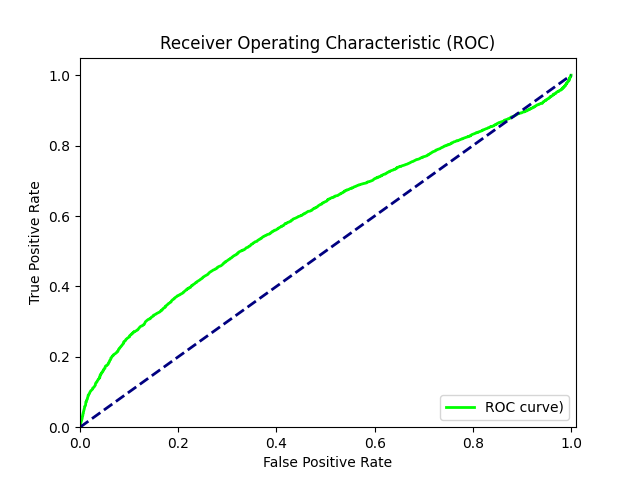 Receiver Operating Characteristic (ROC)
1.0
0.8
0.6
0.4
0.2
0.0
True Positive Rate
ROC curve)
0.0 0.2 0.4 0.6 0.8 1.0
False Positive Rate